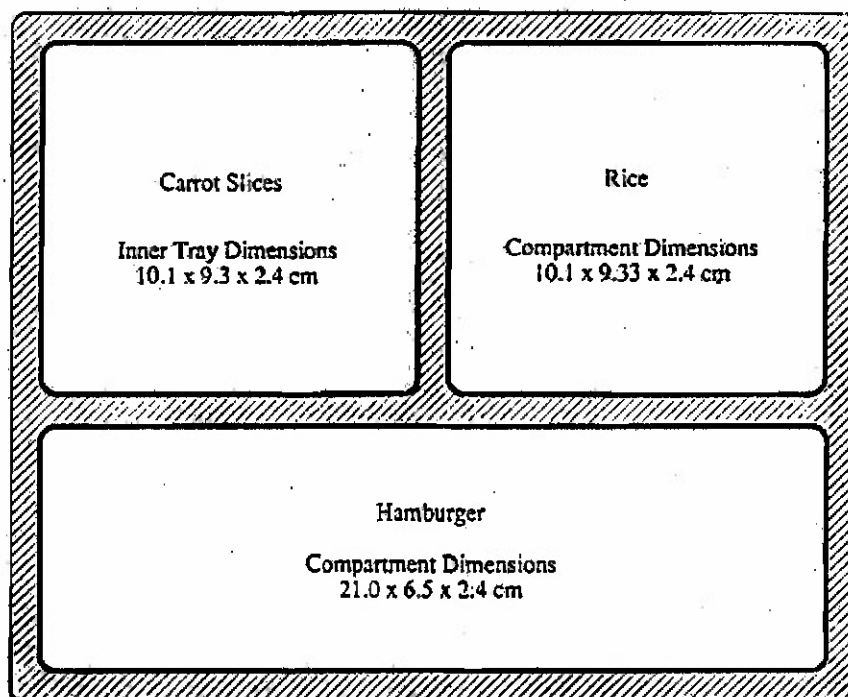 Carrot Slices
Inner Tray Dimensions
10.1 x 9.3 x 2.4 cm
Rice
Compartment Dimensions
10.1 x 9.33 x 2.4 cm
Hamburger
Compartment Dimensions
21.0 x 6.5 x 2.4 cm